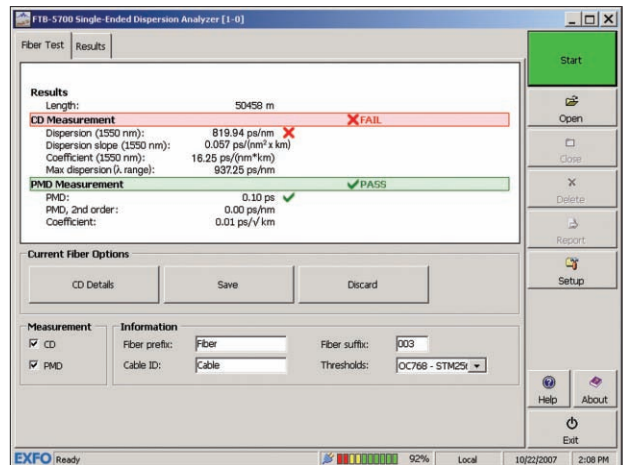 FTB-5700 Single-Ended Dispersion Analyzer [1-0]
Fiber Test Results
Results
Length: 50458 m
CD Measurement FAIL
Dispersion (1550 nm): 819.94 ps/nm
Dispersion slope (1550 nm): 0.057 ps/(nm² x km)
Coefficient (1550 nm): 16.25 ps/(nm*km)
Max dispersion (λ range): 937.25 ps/nm
PMD Measurement PASS
PMD: 0.10 ps
PMD, 2nd order: 0.00 ps/nm
Coefficient: 0.01 ps/√km
Current Fiber Options
CD Details Save Discard
Measurement
CD
PMD
Information
Fiber prefix: Fiber Fiber suffix: 003
Cable ID: Cable Thresholds: OC768 - STM25
Start
Open
Close
Delete
Report
Setup
Help About
Exit
EXFO Ready 92% Local 10/22/2007 2:08 PM